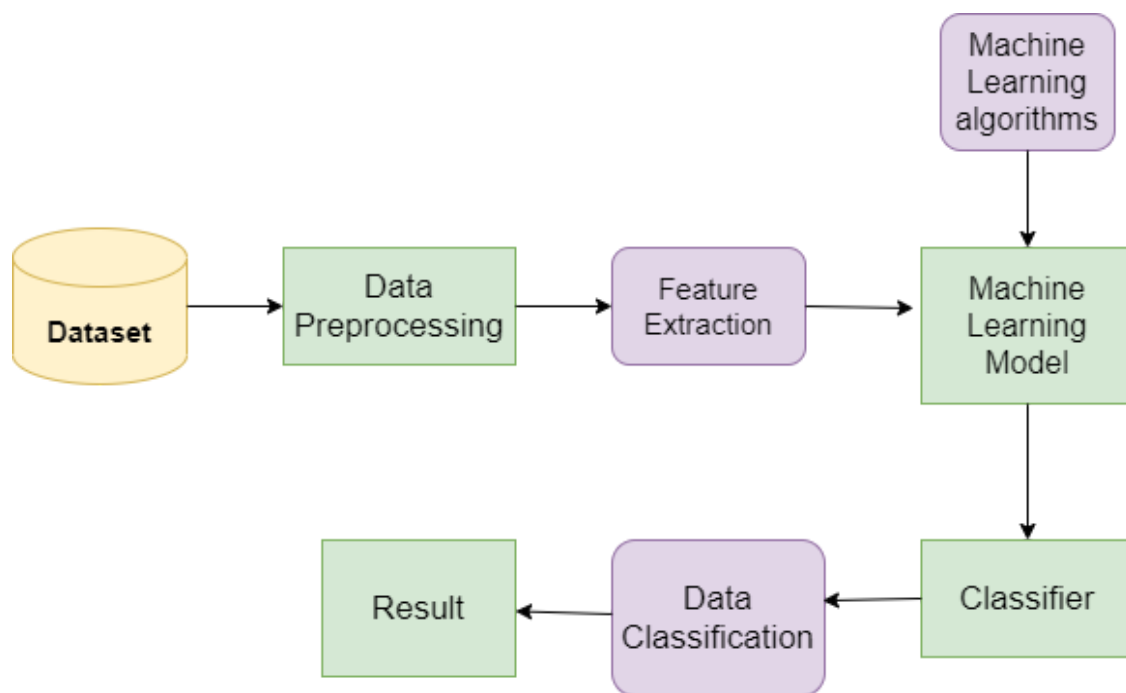 Machine
Learning
algorithms
Dataset
Data
Preprocessing
Feature
Extraction
Machine
Learning
Model
Result
Data
Classification
Classifier